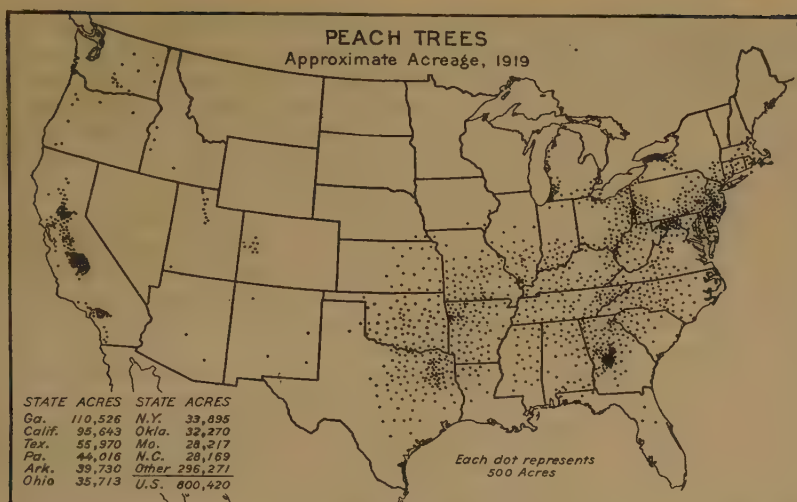 PEACH TREES
Approximate Acreage, 1919
STATE ACRES STATE ACRES
Ga. 110,526 N.Y. 33,895
Calif. 95,643 Okla. 32,270
Tex. 55,970 Mo. 28,217
Pa. 44,016 N.C. 28,169
Ark. 39,730 Other 296,271
Ohio 35,713 U.S. 800,420
Each dot represents
500 Acres